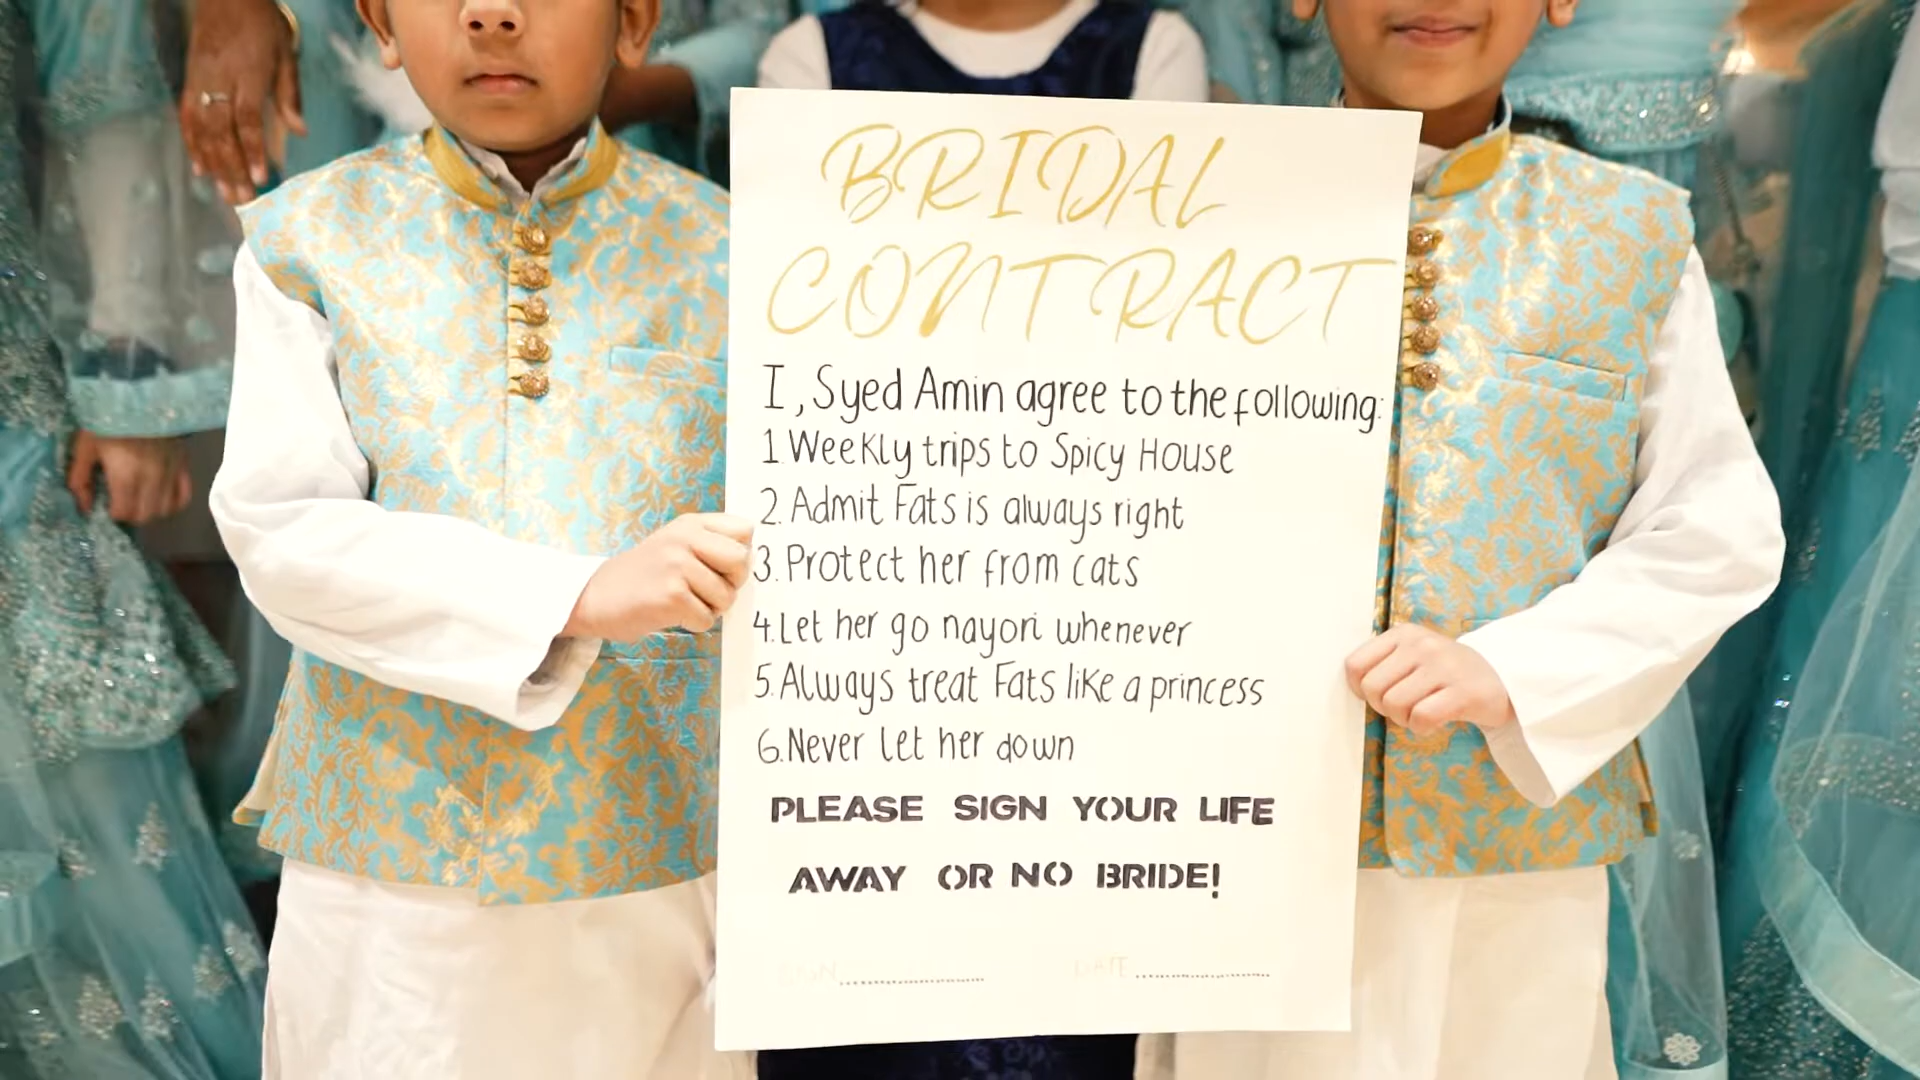 BRIDAL
CONTRACT
I, Syed Amin agree to the following:
1 Weekly trips to Spicy House
2. Admit Fats is always right
3. Protect her from cats
4. Let her go nayori whenever
5. Always treat Fats like a princess
6. Never let her down
PLEASE SIGN YOUR LIFE
AWAY OR NO BRIDE!
SIGN.................... DATE....................